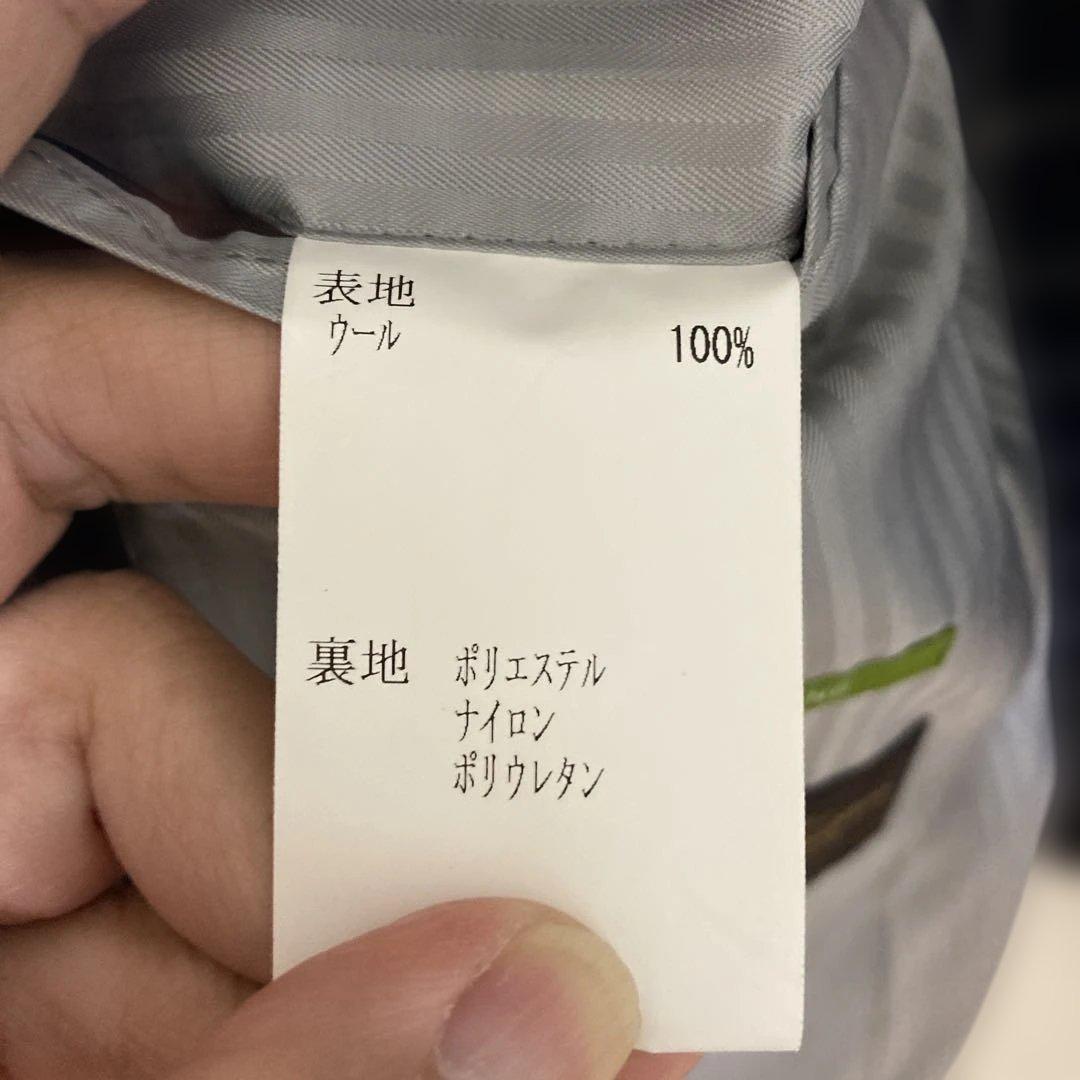 表地
ウール 100%
裏地 ポリエステル
ナイロン
ポリウレタン